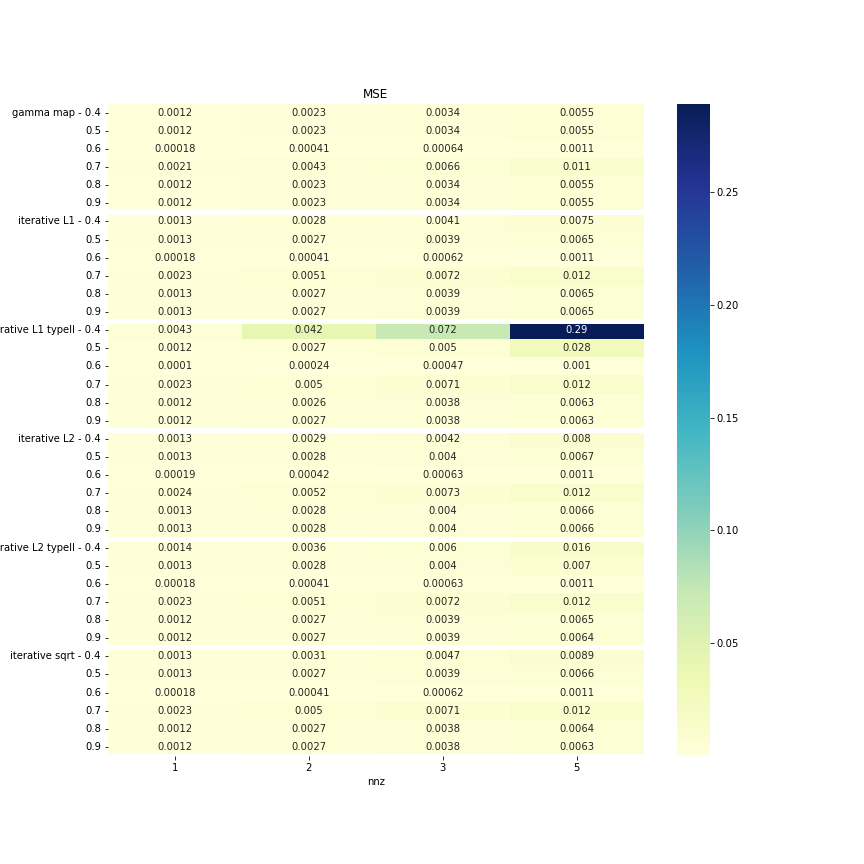 MSE
gamma map - 0.4 0.0012 0.0023 0.0034 0.0055
0.5 0.0012 0.0023 0.0034 0.0055
0.6 0.00018 0.00041 0.00064 0.0011
0.7 0.0021 0.0043 0.0066 0.011
0.8 0.0012 0.0023 0.0034 0.0055
0.9 0.0012 0.0023 0.0034 0.0055
iterative L1 - 0.4 0.0013 0.0028 0.0041 0.0075
0.5 0.0013 0.0027 0.0039 0.0065
0.6 0.00018 0.00041 0.00062 0.0011
0.7 0.0023 0.0051 0.0072 0.012
0.8 0.0013 0.0027 0.0039 0.0065
0.9 0.0013 0.0027 0.0039 0.0065
rative L1 typeII - 0.4 0.0043 0.042 0.072 0.29
0.5 0.0012 0.0027 0.005 0.028
0.6 0.0001 0.00024 0.00047 0.001
0.7 0.0023 0.005 0.0071 0.012
0.8 0.0012 0.0026 0.0038 0.0063
0.9 0.0012 0.0027 0.0038 0.0063
iterative L2 - 0.4 0.0013 0.0029 0.0042 0.008
0.5 0.0013 0.0028 0.004 0.0067
0.6 0.00019 0.00042 0.00063 0.0011
0.7 0.0024 0.0052 0.0073 0.012
0.8 0.0013 0.0028 0.004 0.0066
0.9 0.0013 0.0028 0.004 0.0066
rative L2 typeII - 0.4 0.0014 0.0036 0.006 0.016
0.5 0.0013 0.0028 0.004 0.007
0.6 0.00018 0.00041 0.00063 0.0011
0.7 0.0023 0.0051 0.0072 0.012
0.8 0.0012 0.0027 0.0039 0.0065
0.9 0.0012 0.0027 0.0039 0.0064
iterative sqrt - 0.4 0.0013 0.0031 0.0047 0.0089
0.5 0.0013 0.0027 0.0039 0.0066
0.6 0.00018 0.00041 0.00062 0.0011
0.7 0.0023 0.005 0.0071 0.012
0.8 0.0012 0.0027 0.0038 0.0064
0.9 0.0012 0.0027 0.0038 0.0063
1 2 3 5
nnz
0.25
0.20
0.15
0.10
0.05